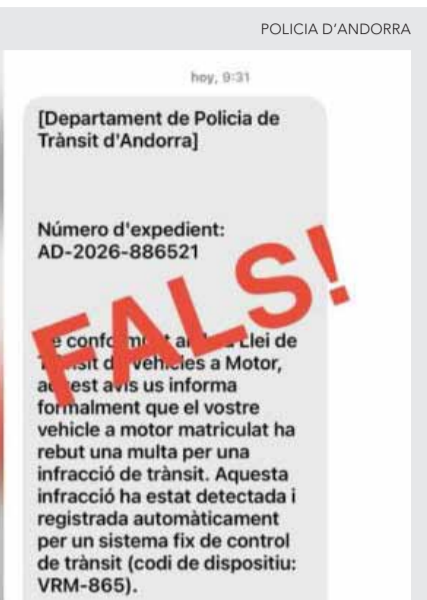 POLICIA D'ANDORRA
hoy, 9:31
[Departament de Policia de
Trànsit d'Andorra]
Número d'expedient:
AD-2026-886521
FALS!
Llei de
Vehicles a Motor,
aquest avís us informa
formalment que el vostre
vehicle a motor matriculat ha
rebut una multa per una
infracció de trànsit. Aquesta
infracció ha estat detectada i
registrada automàticament
per un sistema fix de control
de trànsit (codi de dispositiu:
VRM-865).